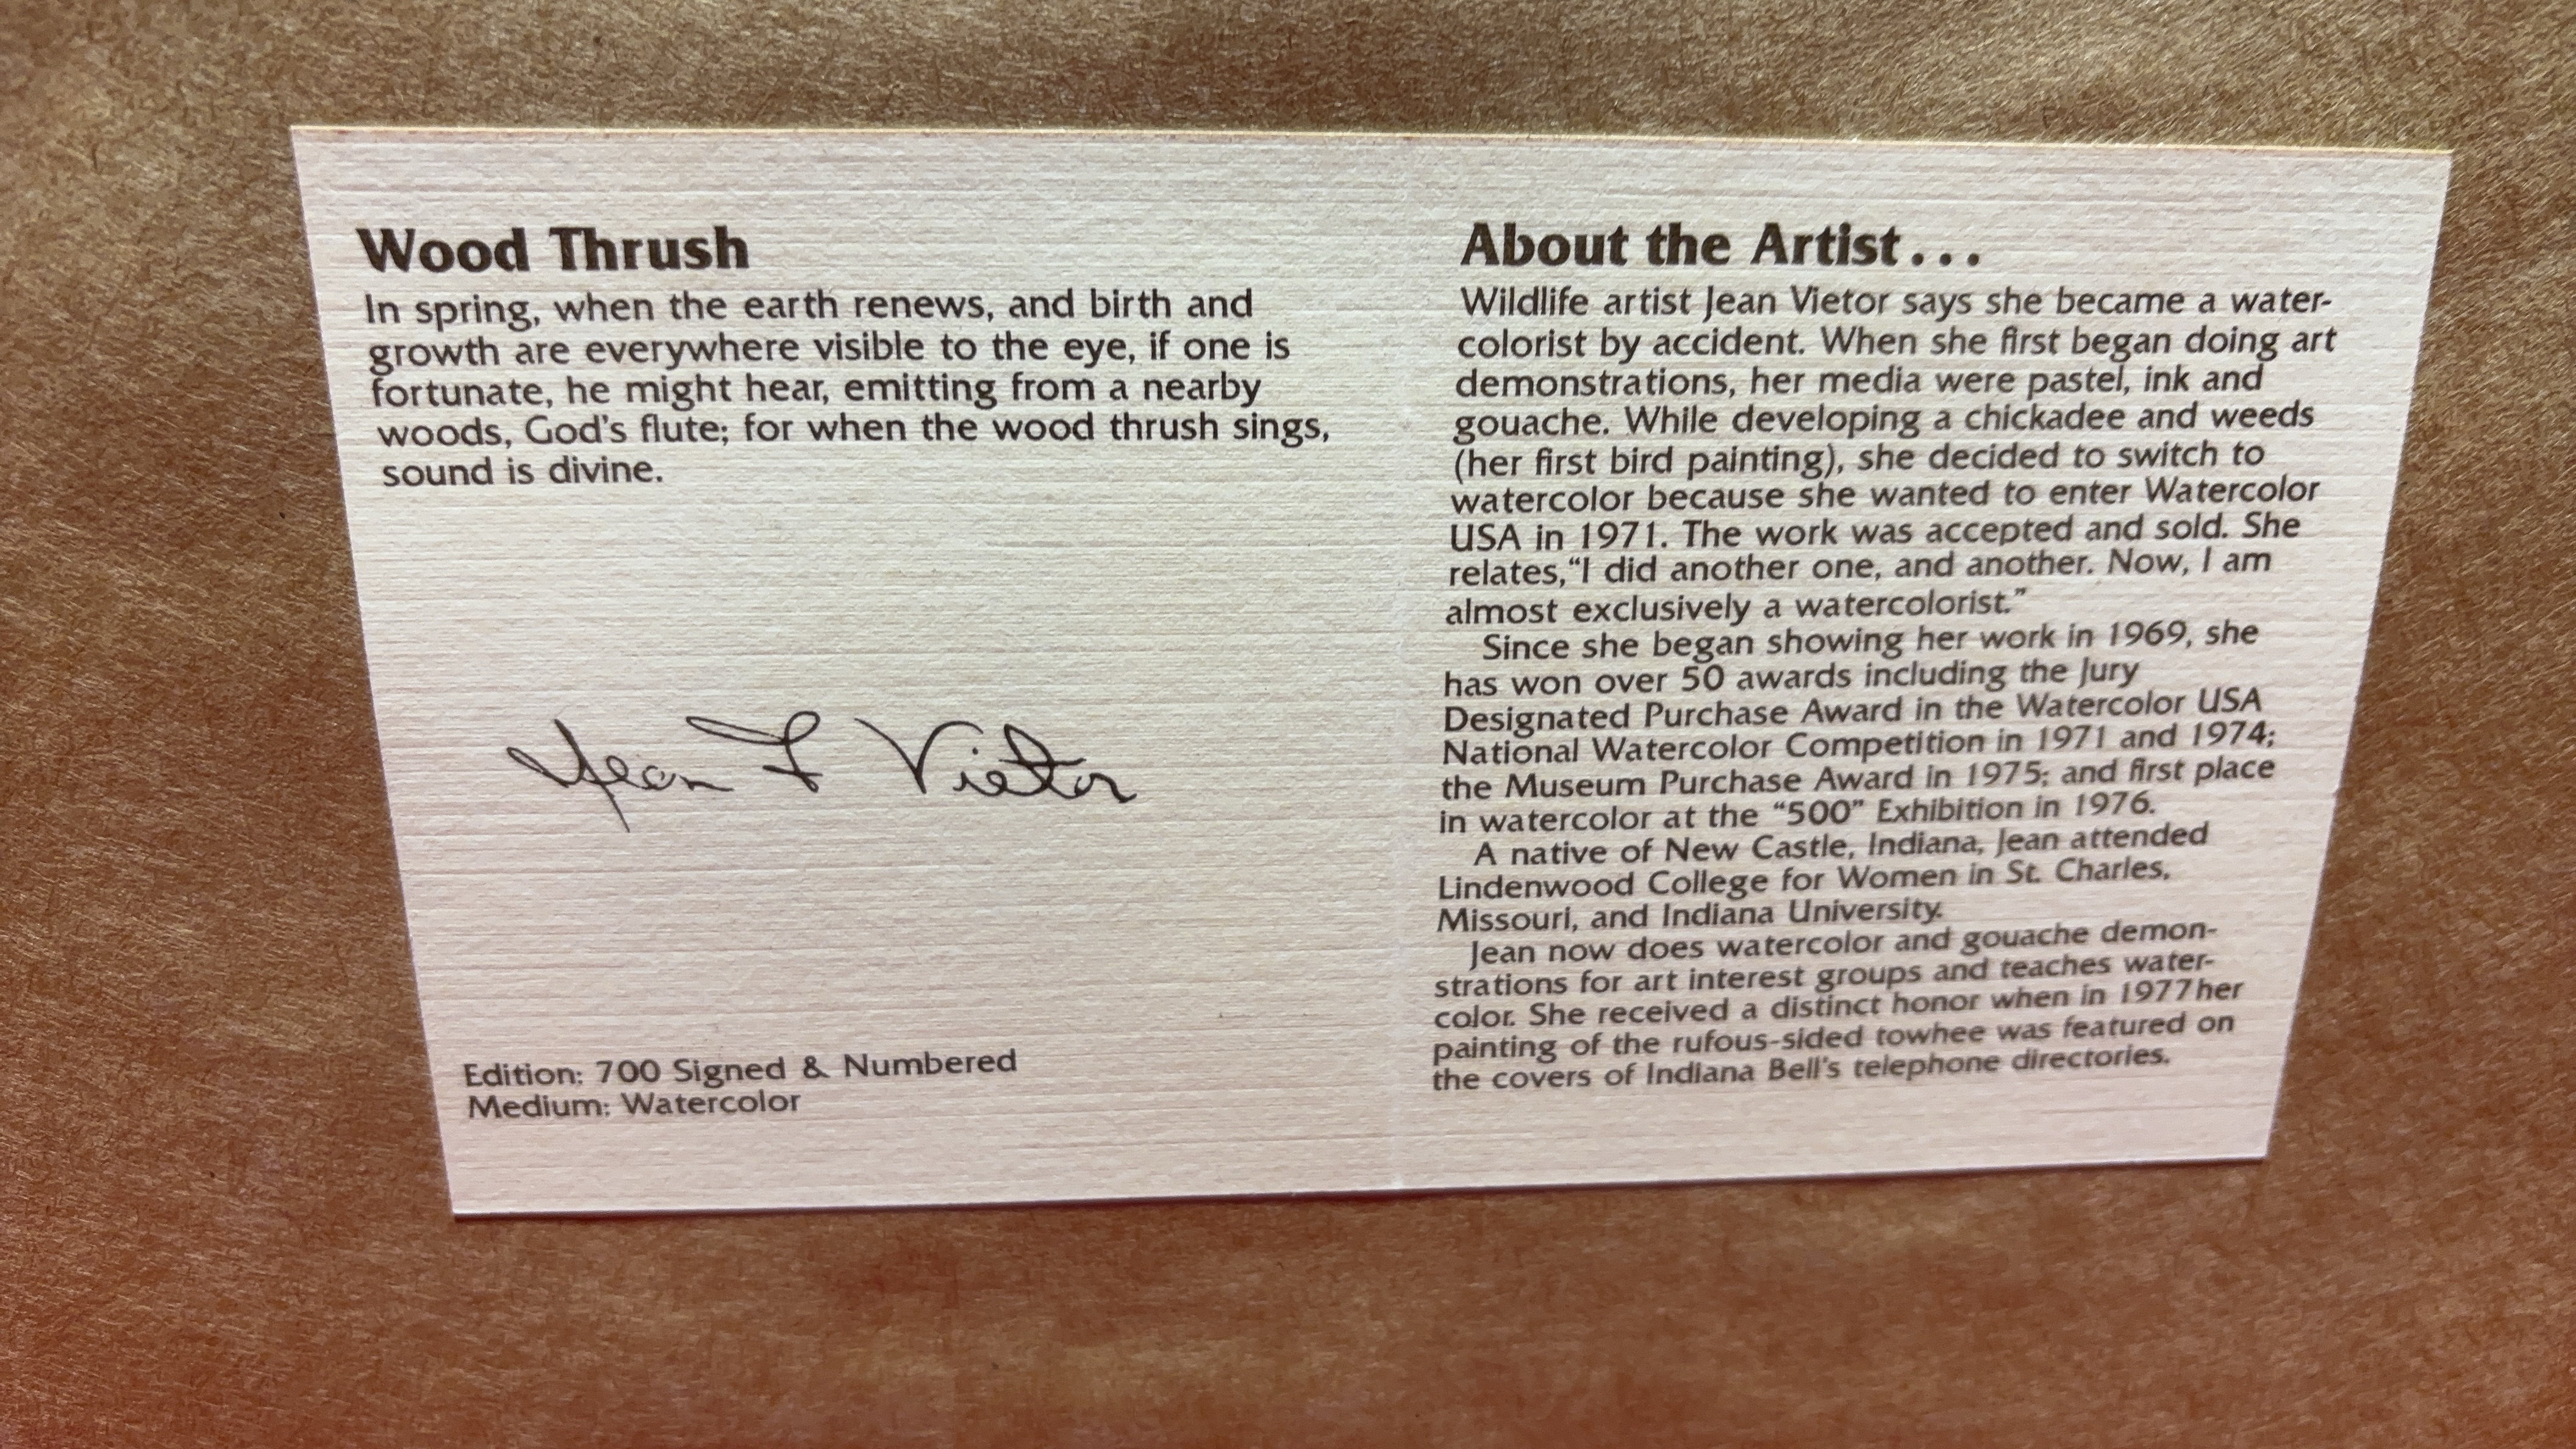 Wood Thrush
In spring, when the earth renews, and birth and
growth are everywhere visible to the eye, if one is
fortunate, he might hear, emitting from a nearby
woods, God's flute; for when the wood thrush sings,
sound is divine.
Jean F Vietor
Edition: 700 Signed & Numbered
Medium: Watercolor
About the Artist...
Wildlife artist Jean Vietor says she became a water-
colorist by accident. When she first began doing art
demonstrations, her media were pastel, ink and
gouache. While developing a chickadee and weeds
(her first bird painting), she decided to switch to
watercolor because she wanted to enter Watercolor
USA in 1971. The work was accepted and sold. She
relates,“I did another one, and another. Now, I am
almost exclusively a watercolorist.”
Since she began showing her work in 1969, she
has won over 50 awards including the Jury
Designated Purchase Award in the Watercolor USA
National Watercolor Competition in 1971 and 1974;
the Museum Purchase Award in 1975; and first place
in watercolor at the “500” Exhibition in 1976.
A native of New Castle, Indiana, Jean attended
Lindenwood College for Women in St. Charles,
Missouri, and Indiana University.
Jean now does watercolor and gouache demon-
strations for art interest groups and teaches water-
color. She received a distinct honor when in 1977 her
painting of the rufous-sided towhee was featured on
the covers of Indiana Bell's telephone directories.